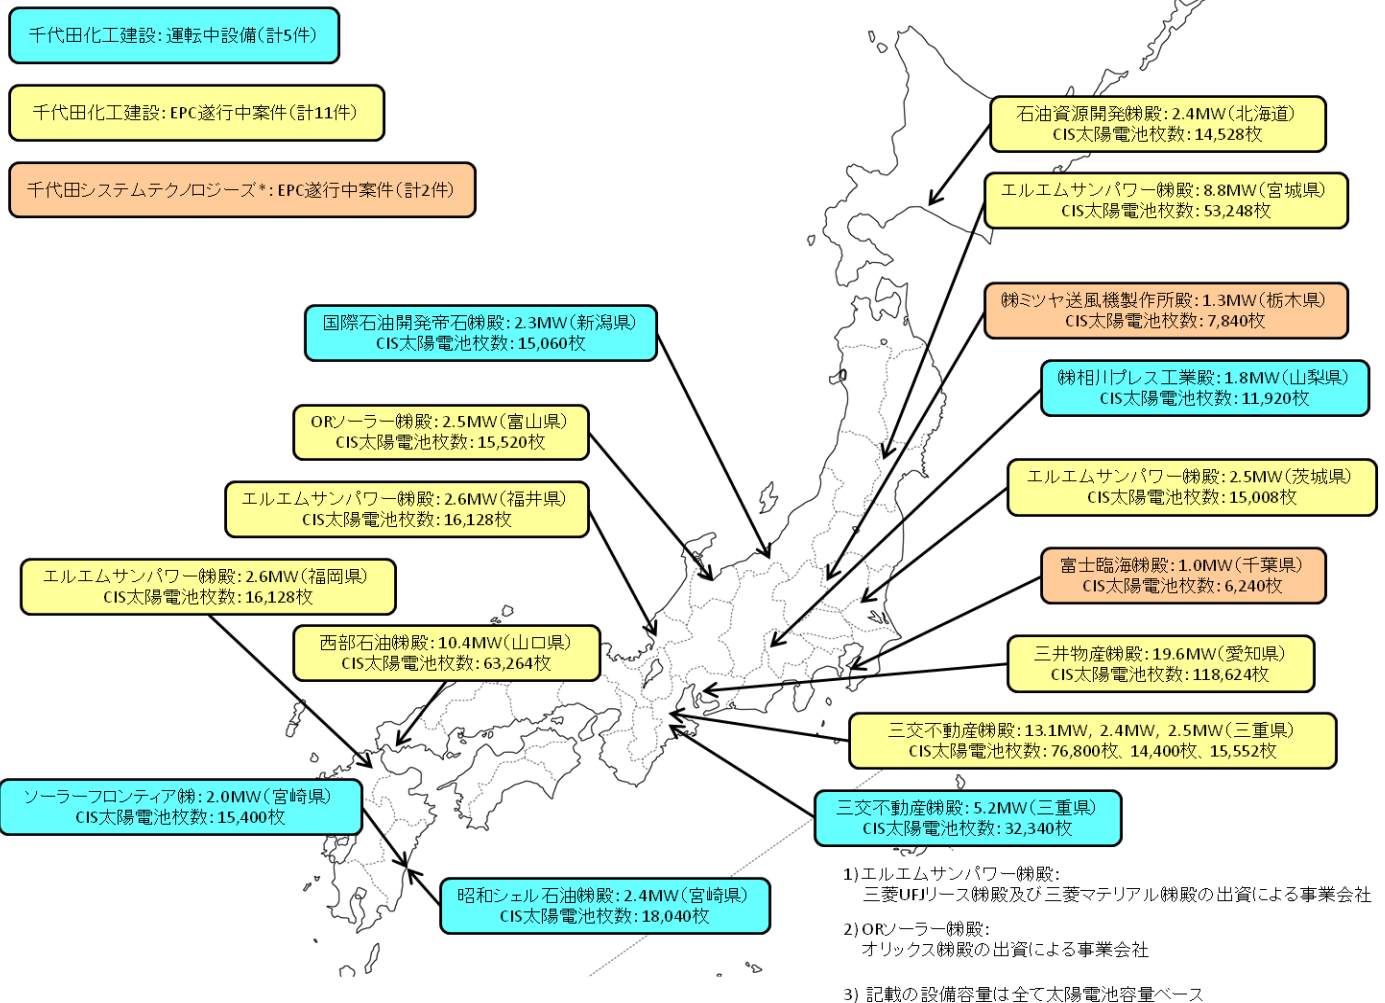 千代田化工建設：運転中設備（計5件）
千代田化工建設：EPC遂行中案件（計11件）
千代田システムテクノロジーズ＊：EPC遂行中案件（計2件）
石油資源開発㈱殿：2.4MW（北海道）
CIS太陽電池枚数：14,528枚
エルエムサンパワー㈱殿：8.8MW（宮城県）
CIS太陽電池枚数：53,248枚
㈱ミツヤ送風機製作所殿：1.3MW（栃木県）
CIS太陽電池枚数：7,840枚
国際石油開発帝石㈱殿：2.3MW（新潟県）
CIS太陽電池枚数：15,060枚
㈱相川プレス工業殿：1.8MW（山梨県）
CIS太陽電池枚数：11,920枚
ORソーラー㈱殿：2.5MW（富山県）
CIS太陽電池枚数：15,520枚
エルエムサンパワー㈱殿：2.5MW（茨城県）
CIS太陽電池枚数：15,008枚
エルエムサンパワー㈱殿：2.6MW（福井県）
CIS太陽電池枚数：16,128枚
富士臨海㈱殿：1.0MW（千葉県）
CIS太陽電池枚数：6,240枚
エルエムサンパワー㈱殿：2.6MW（福岡県）
CIS太陽電池枚数：16,128枚
西部石油㈱殿：10.4MW（山口県）
CIS太陽電池枚数：63,264枚
三井物産㈱殿：19.6MW（愛知県）
CIS太陽電池枚数：118,624枚
三交不動産㈱殿：13.1MW, 2.4MW, 2.5MW（三重県）
CIS太陽電池枚数：76,800枚、14,400枚、15,552枚
ソーラーフロンティア㈱：2.0MW（宮崎県）
CIS太陽電池枚数：15,400枚
三交不動産㈱殿：5.2MW（三重県）
CIS太陽電池枚数：32,340枚
昭和シェル石油㈱殿：2.4MW（宮崎県）
CIS太陽電池枚数：18,040枚
1）エルエムサンパワー㈱殿：
三菱UFJリース㈱殿及び三菱マテリアル㈱殿の出資による事業会社
2）ORソーラー㈱殿：
オリックス㈱殿の出資による事業会社
3）記載の設備容量は全て太陽電池容量ベース